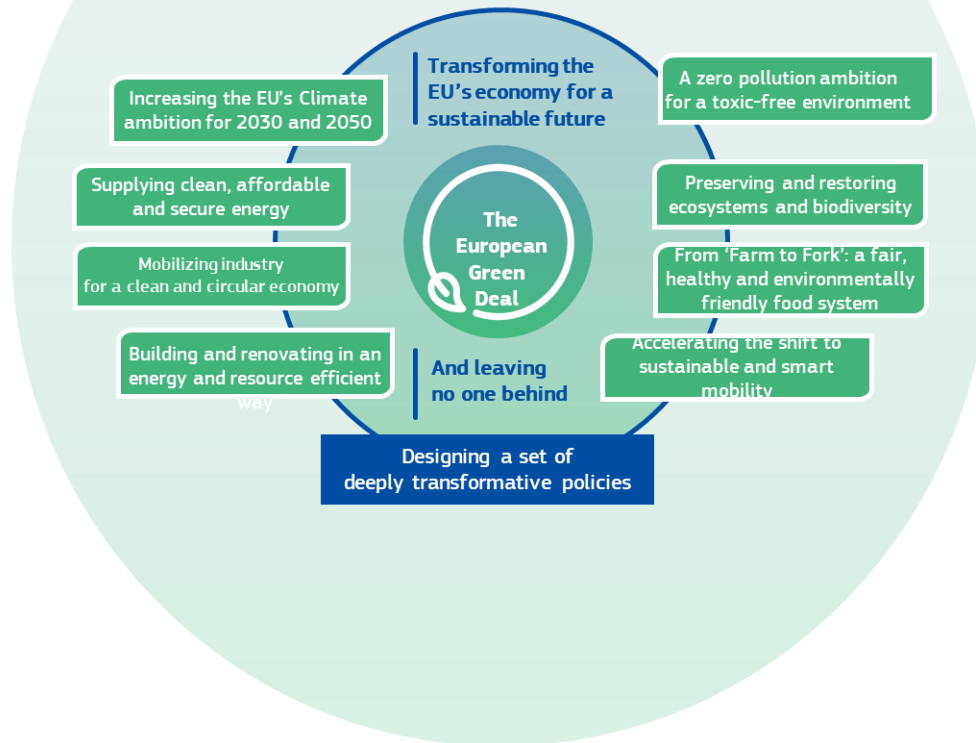 Transforming the
EU's economy for a
sustainable future
Increasing the EU's Climate
ambition for 2030 and 2050
Supplying clean, affordable
and secure energy
Mobilizing industry
for a clean and circular economy
Building and renovating in an
energy and resource efficient
way
The
European
Green
Deal
A zero pollution ambition
for a toxic-free environment
Preserving and restoring
ecosystems and biodiversity
From ‘Farm to Fork’: a fair,
healthy and environmentally
friendly food system
Accelerating the shift to
sustainable and smart
mobility
And leaving
no one behind
Designing a set of
deeply transformative policies